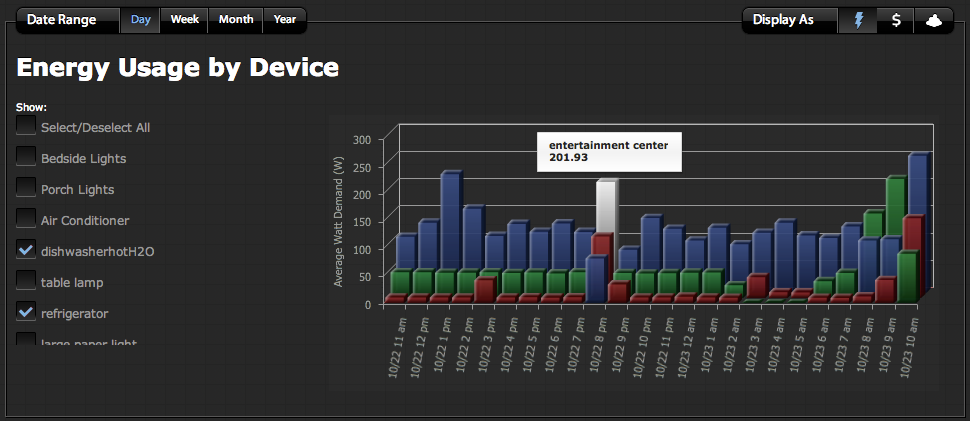 Date Range Day Week Month Year Display As $
Energy Usage by Device
Show:
Select/Deselect All
Bedside Lights
Porch Lights
Air Conditioner
dishwasherhotH2O
table lamp
refrigerator
large paper light
Average Watt Demand (W)
300
250
200
150
100
50
0
entertainment center
201.93
10/22 11 am
10/22 12 pm
10/22 1 pm
10/22 2 pm
10/22 3 pm
10/22 4 pm
10/22 5 pm
10/22 6 pm
10/22 7 pm
10/22 8 pm
10/22 9 pm
10/22 10 pm
10/22 11 pm
10/23 12 am
10/23 1 am
10/23 2 am
10/23 3 am
10/23 4 am
10/23 5 am
10/23 6 am
10/23 7 am
10/23 8 am
10/23 9 am
10/23 10 am